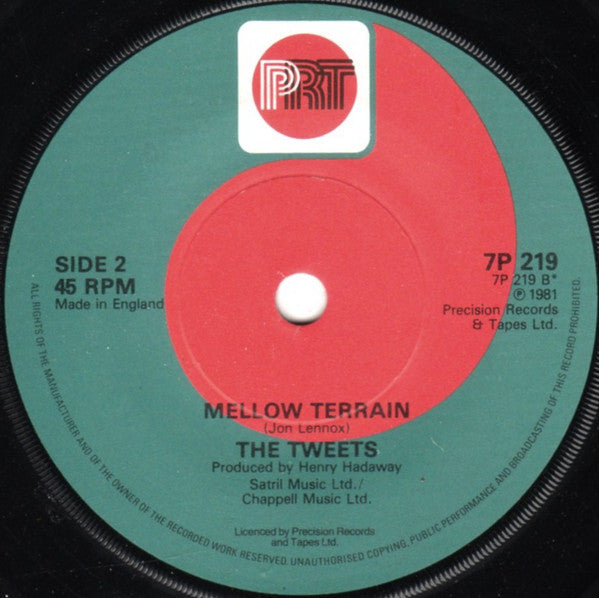 PRT
SIDE 2
45 RPM
Made in England
7P 219
7P 219 B*
℗ 1981
Precision Records
& Tapes Ltd.
MELLOW TERRAIN
(Jon Lennox)
THE TWEETS
Produced by Henry Hadaway
Satril Music Ltd./
Chappell Music Ltd.
Licenced by Precision Records
and Tapes Ltd.
ALL RIGHTS OF THE MANUFACTURER AND OF THE OWNER OF THE RECORDED WORK RESERVED. UNAUTHORISED COPYING, PUBLIC PERFORMANCE AND BROADCASTING OF THIS RECORD PROHIBITED.